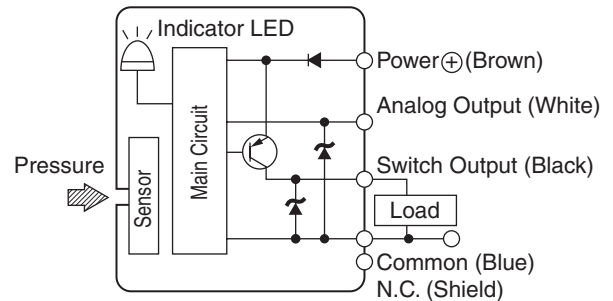 Indicator LED
Power⊕(Brown)
Analog Output (White)
Main Circuit
Pressure
Sensor
Switch Output (Black)
Load
Common (Blue)
N.C. (Shield)